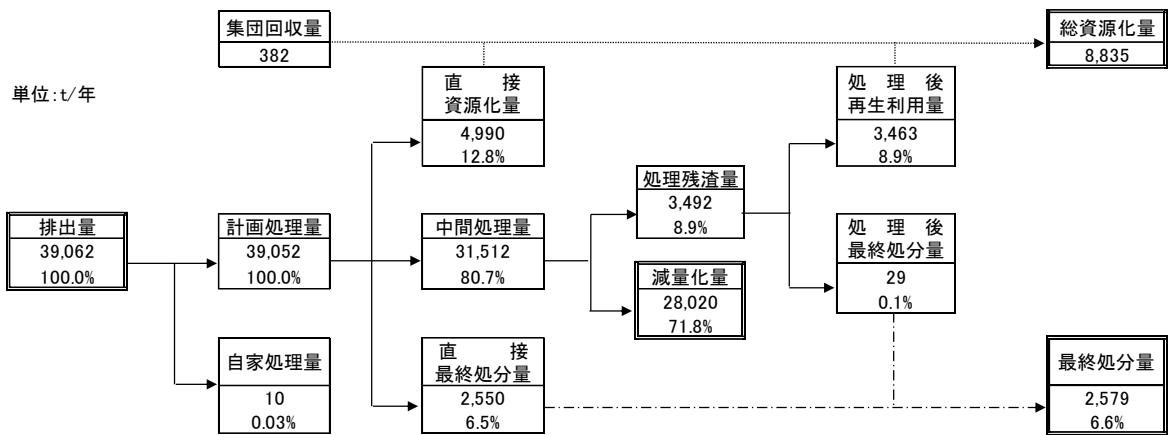 集団回収量
382
総資源化量
8,835
単位:t/年
直　接
資源化量
4,990
12.8%
処　理　後
再生利用量
3,463
8.9%
処理残渣量
3,492
8.9%
排出量
39,062
100.0%
計画処理量
39,052
100.0%
中間処理量
31,512
80.7%
処　理　後
最終処分量
29
0.1%
減量化量
28,020
71.8%
自家処理量
10
0.03%
直　接
最終処分量
2,550
6.5%
最終処分量
2,579
6.6%